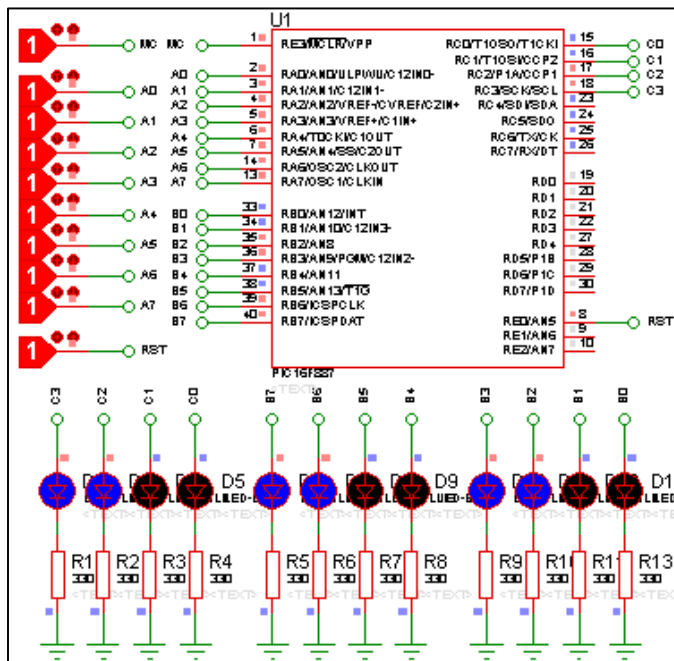 U1
1 MC MC 1 RE3/MCLR/VPP RC0/T1OSO/T1CKI 15 C0
RC1/T1OSI/CCP2 16 C1
A0 2 RA0/AN0/ULPWU/C12IN0- RC2/P1A/CCP1 17 C2
1 A0 A1 3 RA1/AN1/C12IN1- RC3/SCK/SCL 18 C3
A2 4 RA2/AN2/VREF-/CVREF/C2IN+ RC4/SDI/SDA 23
1 A1 A3 5 RA3/AN3/VREF+/C1IN+ RC5/SDO 24
A4 6 RA4/T0CKI/C1OUT RC6/TX/CK 25
1 A2 A5 7 RA5/AN4/SS/C2OUT RC7/RX/DT 26
A6 14 RA6/OSC2/CLKOUT
1 A3 A7 13 RA7/OSC1/CLKIN RD0 19
RD1 20
1 A4 B0 33 RB0/AN12/INT RD2 21
B1 34 RB1/AN10/C12IN3- RD3 22
1 A5 B2 35 RB2/AN8 RD4 27
B3 36 RB3/AN9/PGM/C12IN2- RD5/P1B 28
1 A6 B4 37 RB4/AN11 RD6/P1C 29
B5 38 RB5/AN13/T1G RD7/P1D 30
1 A7 B6 39 RB6/ICSPCLK
B7 40 RB7/ICSPDAT RE0/AN5 8 RST
RE1/AN6 9
1 RST RE2/AN7 10
PIC16F887
<TEXT>
C3 C2 C1 C0 B7 B6 B5 B4 B3 B2 B1 B0
D5 D9 D1
R1 R2 R3 R4 R5 R6 R7 R8 R9 R10 R11 R13
330 330 330 330 330 330 330 330 330 330 330 330